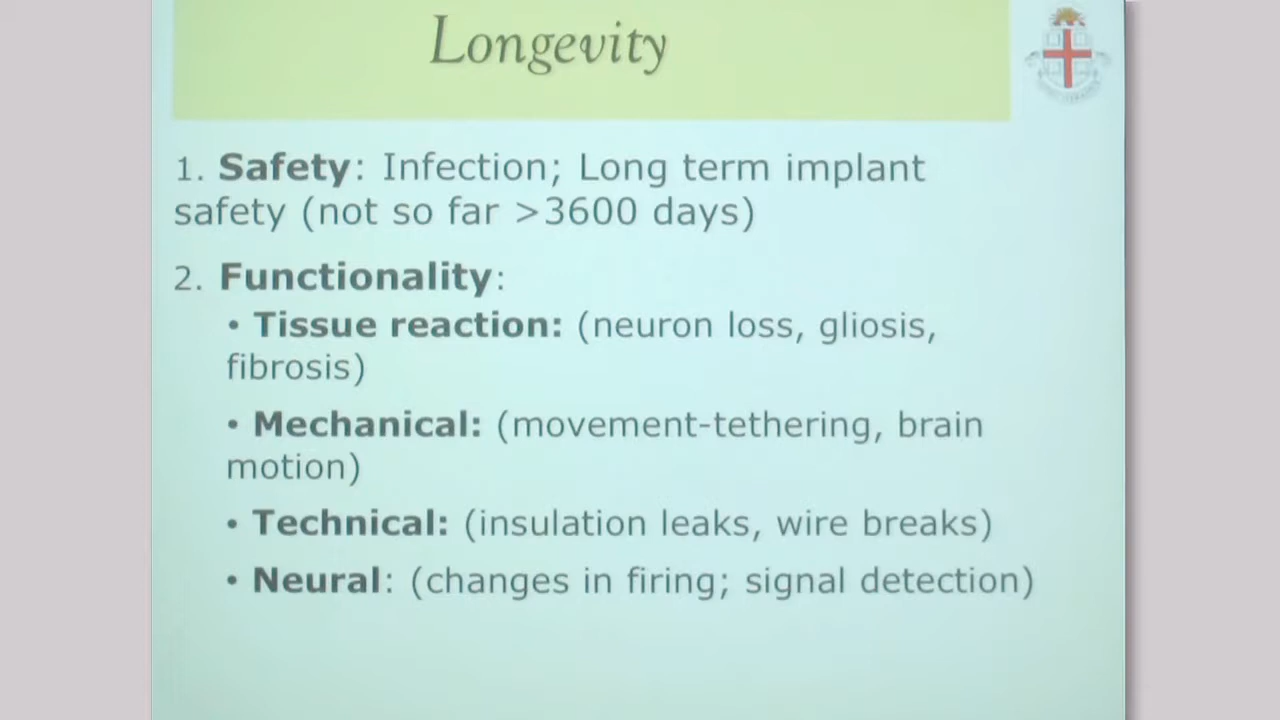 Longevity
1. Safety: Infection; Long term implant
safety (not so far >3600 days)
2. Functionality:
• Tissue reaction: (neuron loss, gliosis,
fibrosis)
• Mechanical: (movement-tethering, brain
motion)
• Technical: (insulation leaks, wire breaks)
• Neural: (changes in firing; signal detection)